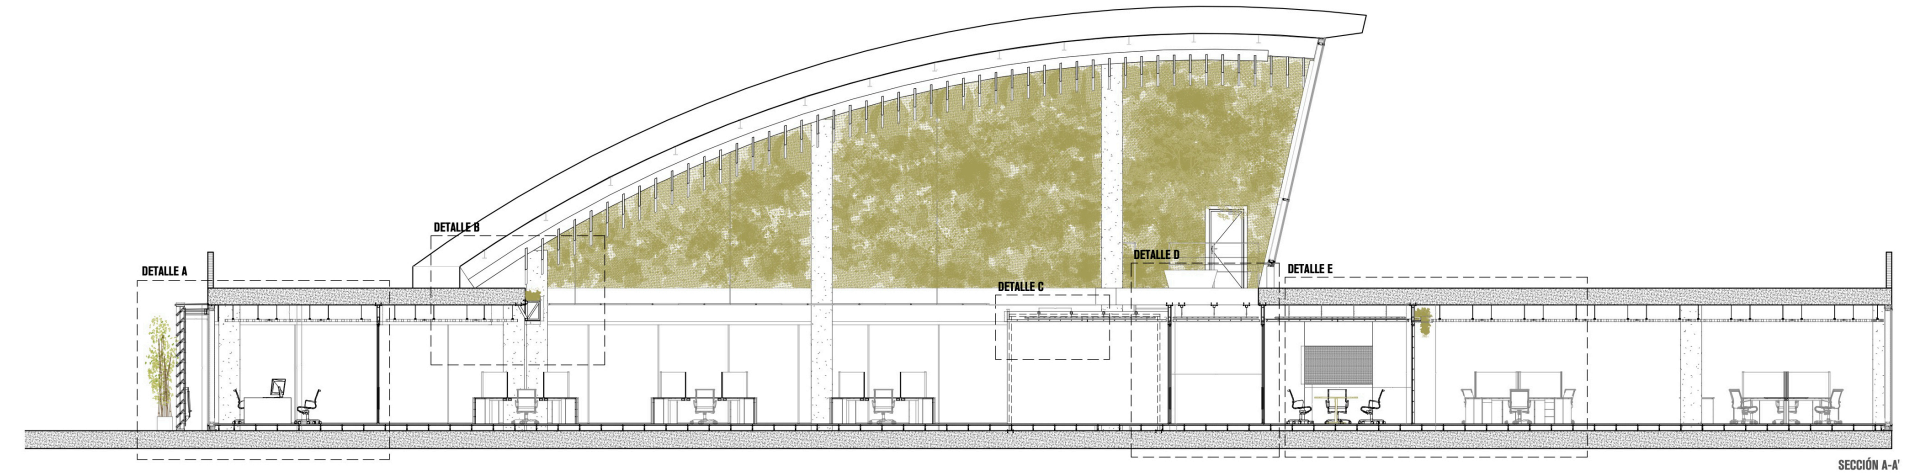 DETALLE B
DETALLE A
DETALLE D
DETALLE E
DETALLE C
SECCIÓN A-A'